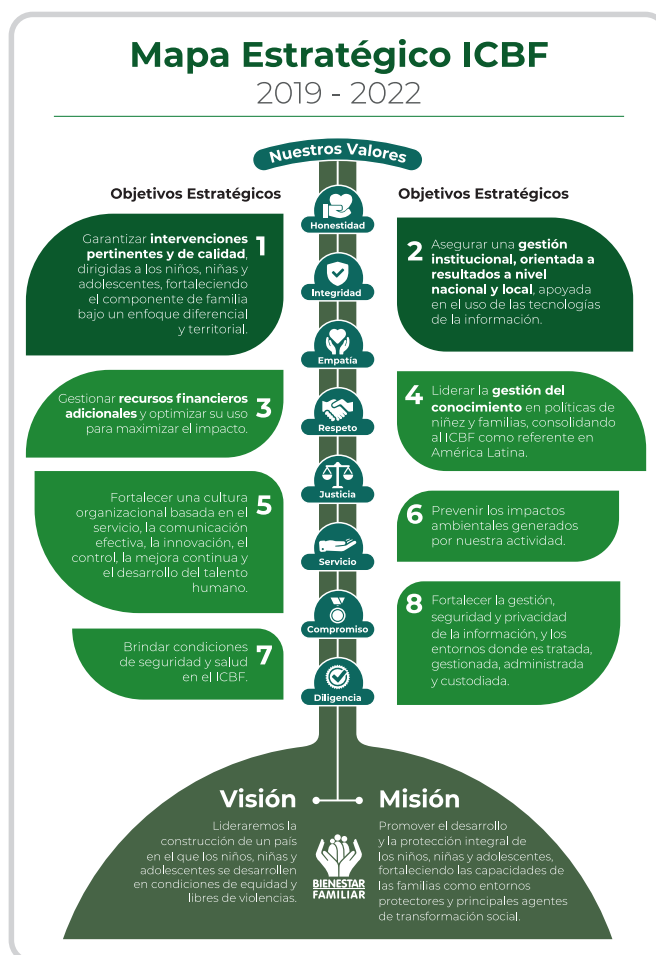 Mapa Estratégico ICBF
2019 - 2022
Nuestros Valores
Objetivos Estratégicos
Objetivos Estratégicos
Honestidad
Integridad
Empatía
Respeto
Justicia
Servicio
Compromiso
Diligencia
1
Garantizar intervenciones
pertinentes y de calidad,
dirigidas a los niños, niñas y
adolescentes, fortaleciendo
el componente de familia
bajo un enfoque diferencial
y territorial.
2
Asegurar una gestión
institucional, orientada a
resultados a nivel
nacional y local, apoyada
en el uso de las tecnologías
de la información.
3
Gestionar recursos financieros
adicionales y optimizar su uso
para maximizar el impacto.
4
Liderar la gestión del
conocimiento en políticas de
niñez y familias, consolidando
al ICBF como referente en
América Latina.
5
Fortalecer una cultura
organizacional basada en el
servicio, la comunicación
efectiva, la innovación, el
control, la mejora continua y
el desarrollo del talento
humano.
6
Prevenir los impactos
ambientales generados
por nuestra actividad.
7
Brindar condiciones
de seguridad y salud
en el ICBF.
8
Fortalecer la gestión,
seguridad y privacidad
de la información, y los
entornos donde es tratada,
gestionada, administrada
y custodiada.
Visión
Lideraremos la
construcción de un país
en el que los niños, niñas y
adolescentes se desarrollen
en condiciones de equidad y
libres de violencias.
BIENESTAR
FAMILIAR
Misión
Promover el desarrollo
y la protección integral de
los niños, niñas y adolescentes,
fortaleciendo las capacidades de
las familias como entornos
protectores y principales agentes
de transformación social.